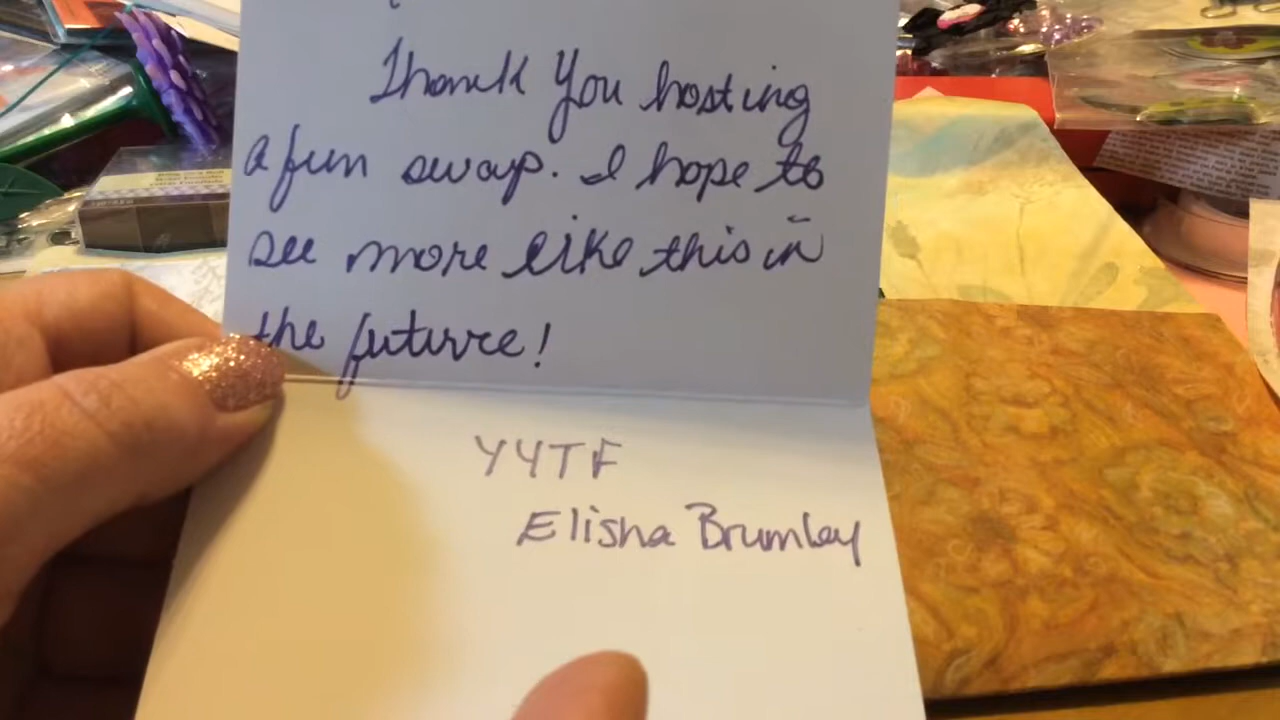 Thank You hosting
a fun swap. I hope to
see more like this in
the future!
YYTF
Elisha Brumley